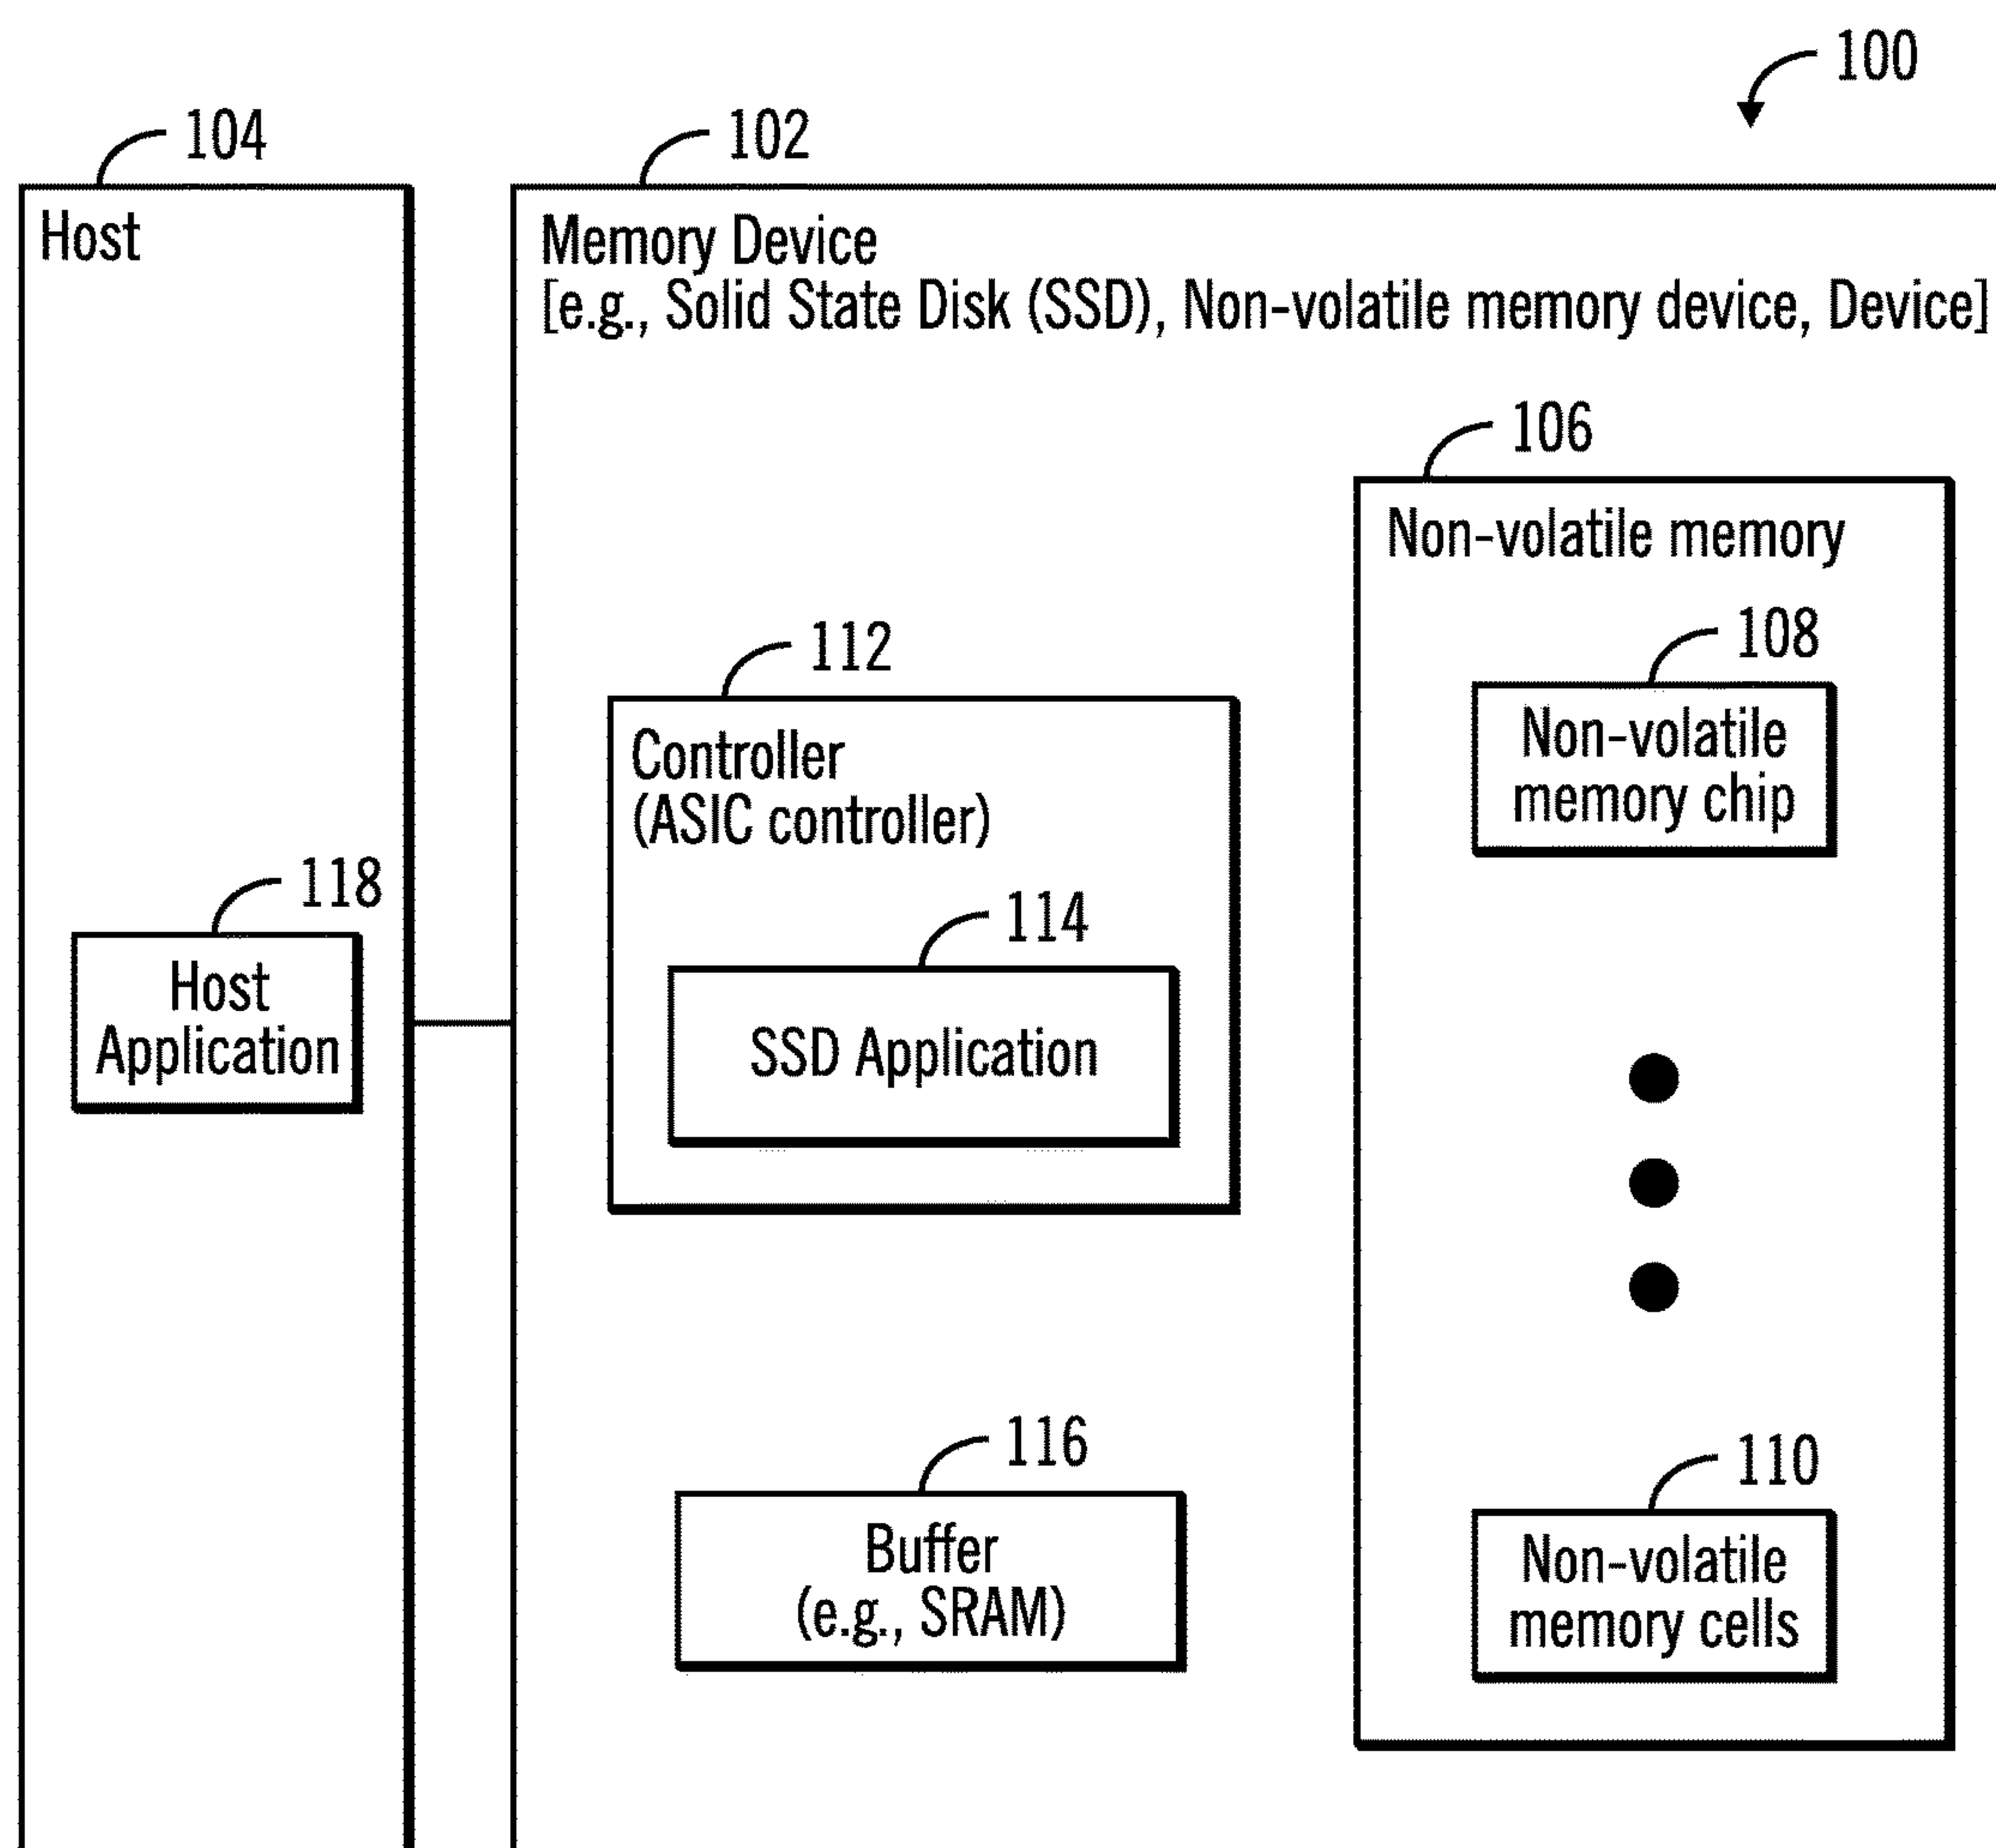 100
104
102
Host
Memory Device
[e.g., Solid State Disk (SSD), Non-volatile memory device, Device]
106
Non-volatile memory
108
Non-volatile
memory chip
112
Controller
(ASIC controller)
118
Host
Application
114
SSD Application
116
Buffer
(e.g., SRAM)
110
Non-volatile
memory cells